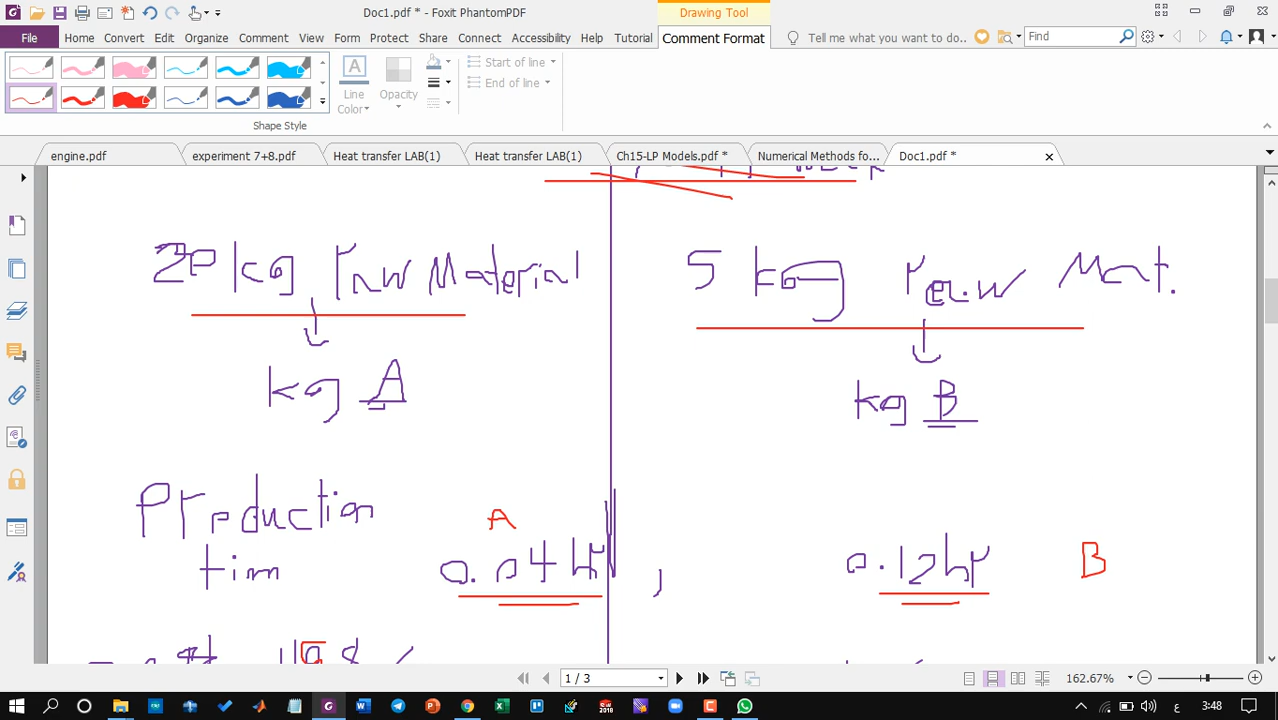 Doc1.pdf * - Foxit PhantomPDF
Drawing Tool
File Home Convert Edit Organize Comment View Form Protect Share Connect Accessibility Help Tutorial Comment Format Tell me what you want to do.. Find
Line Color
Opacity
Start of line
End of line
Shape Style
engine.pdf experiment 7+8.pdf Heat transfer LAB(1) Heat transfer LAB(1) Ch15-LP Models.pdf * Numerical Methods fo... Doc1.pdf *
20 kg raw Material
5 kg raw Mat.
kg A
kg B
Production
A
tim 0.04 hr , 0.12hr B
1 / 3
162.67%
3:48